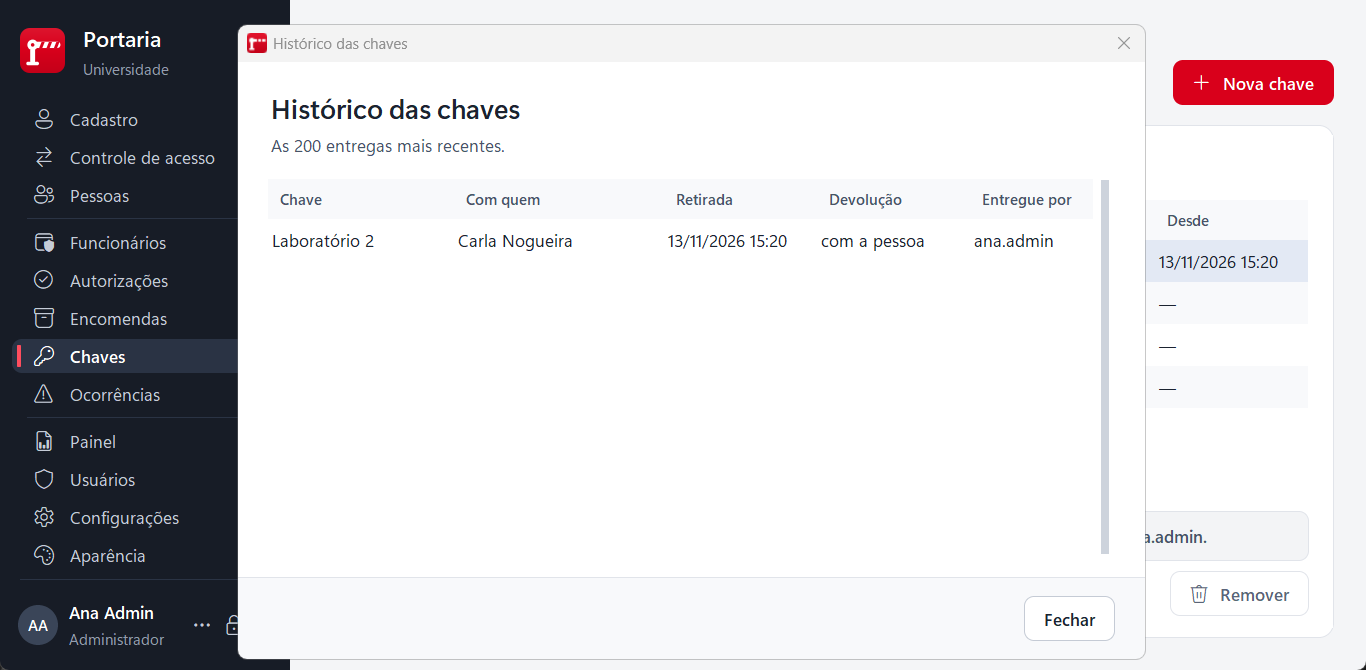 Portaria
Universidade
Cadastro
Controle de acesso
Pessoas
Funcionários
Autorizações
Encomendas
Chaves
Ocorrências
Painel
Usuários
Configurações
Aparência
AA
Ana Admin
Administrador
Histórico das chaves
Histórico das chaves
As 200 entregas mais recentes.
Chave Com quem Retirada Devolução Entregue por
Laboratório 2 Carla Nogueira 13/11/2026 15:20 com a pessoa ana.admin
Fechar
Nova chave
Desde
13/11/2026 15:20
—
—
—
a.admin.
Remover